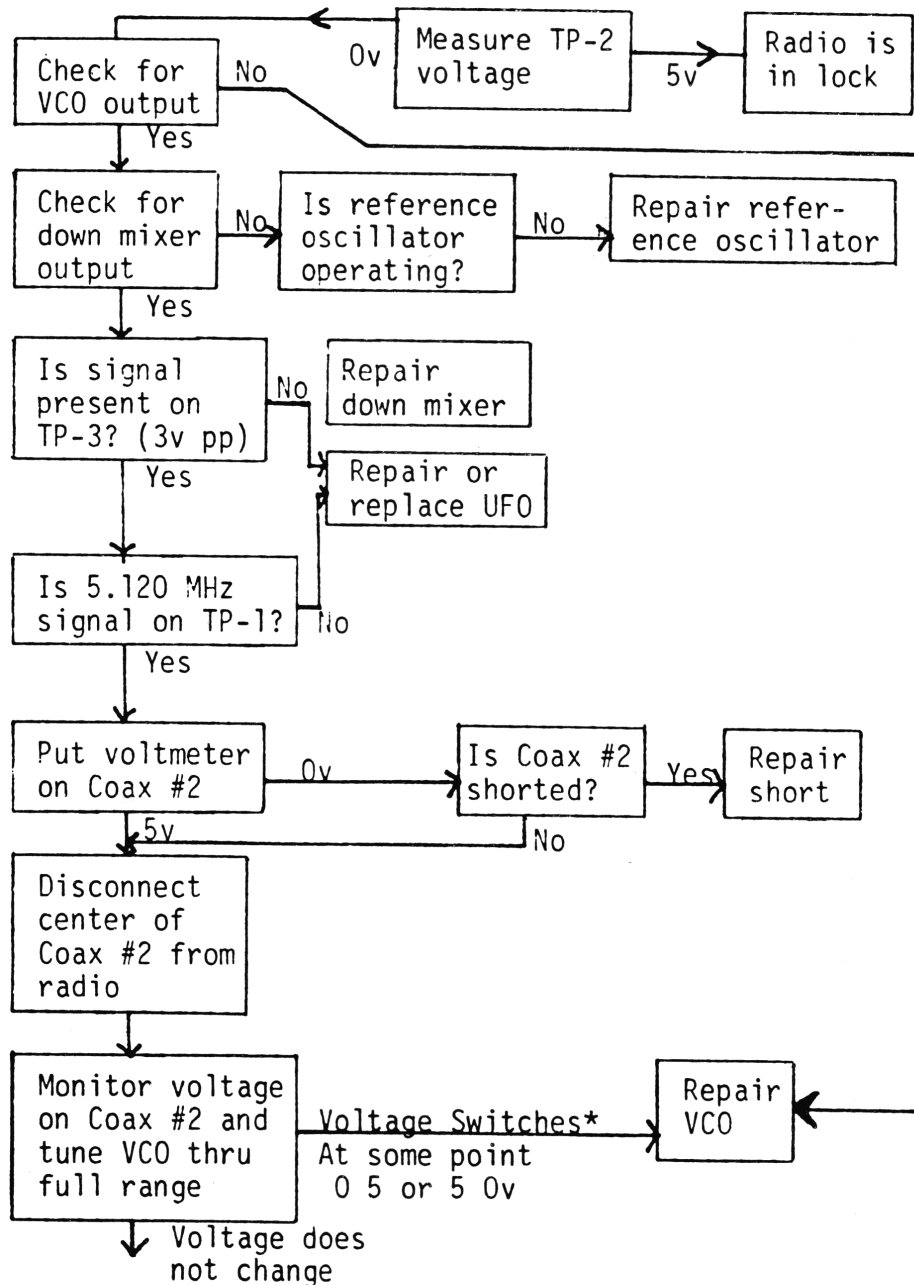 Measure TP-2
voltage
0v
5v
Radio is
in lock
Check for
VCO output
No
Yes
Check for
down mixer
output
No
Is reference
oscillator
operating?
No
Repair refer-
ence oscillator
Yes
Is signal
present on
TP-3? (3v pp)
No
Repair
down mixer
Repair or
replace UFO
Yes
Is 5.120 MHz
signal on TP-1?
No
Yes
Put voltmeter
on Coax #2
0v
Is Coax #2
shorted?
Yes
Repair
short
5v
No
Disconnect
center of
Coax #2 from
radio
Monitor voltage
on Coax #2 and
tune VCO thru
full range
Voltage Switches*
At some point
0 5 or 5 0v
Repair
VCO
Voltage does
not change